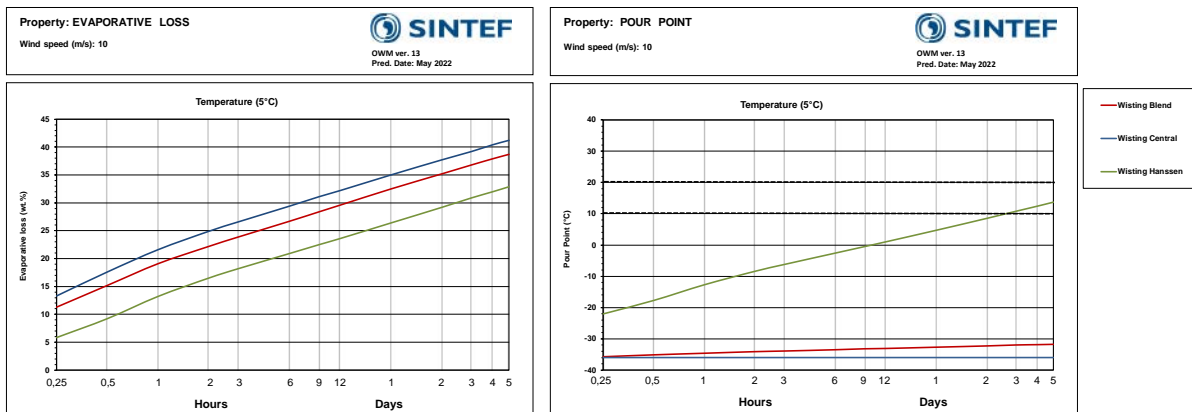 Property: EVAPORATIVE LOSS
Wind speed (m/s): 10
SINTEF
OWM ver. 13
Pred. Date: May 2022
Temperature (5°C)
Evaporative loss (wt.%)
45
40
35
30
25
20
15
10
5
0
0,25 0,5 1 2 3 6 9 12 1 2 3 4 5
Hours Days
Property: POUR POINT
Wind speed (m/s): 10
SINTEF
OWM ver. 13
Pred. Date: May 2022
Temperature (5°C)
Pour Point (°C)
40
30
20
10
0
-10
-20
-30
-40
0,25 0,5 1 2 3 6 9 12 1 2 3 4 5
Hours Days
Wisting Blend
Wisting Central
Wisting Hanssen